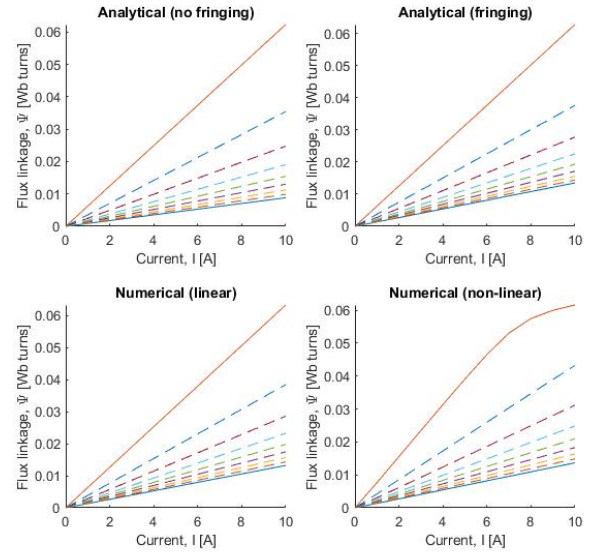 Analytical (no fringing)
Flux linkage, Ψ [Wb turns]
0.06
0.05
0.04
0.03
0.02
0.01
0
0 2 4 6 8 10
Current, I [A]
Analytical (fringing)
Flux linkage, Ψ [Wb turns]
0.06
0.05
0.04
0.03
0.02
0.01
0
0 2 4 6 8 10
Current, I [A]
Numerical (linear)
Flux linkage, Ψ [Wb turns]
0.06
0.05
0.04
0.03
0.02
0.01
0
0 2 4 6 8 10
Current, I [A]
Numerical (non-linear)
Flux linkage, Ψ [Wb turns]
0.06
0.05
0.04
0.03
0.02
0.01
0
0 2 4 6 8 10
Current, I [A]